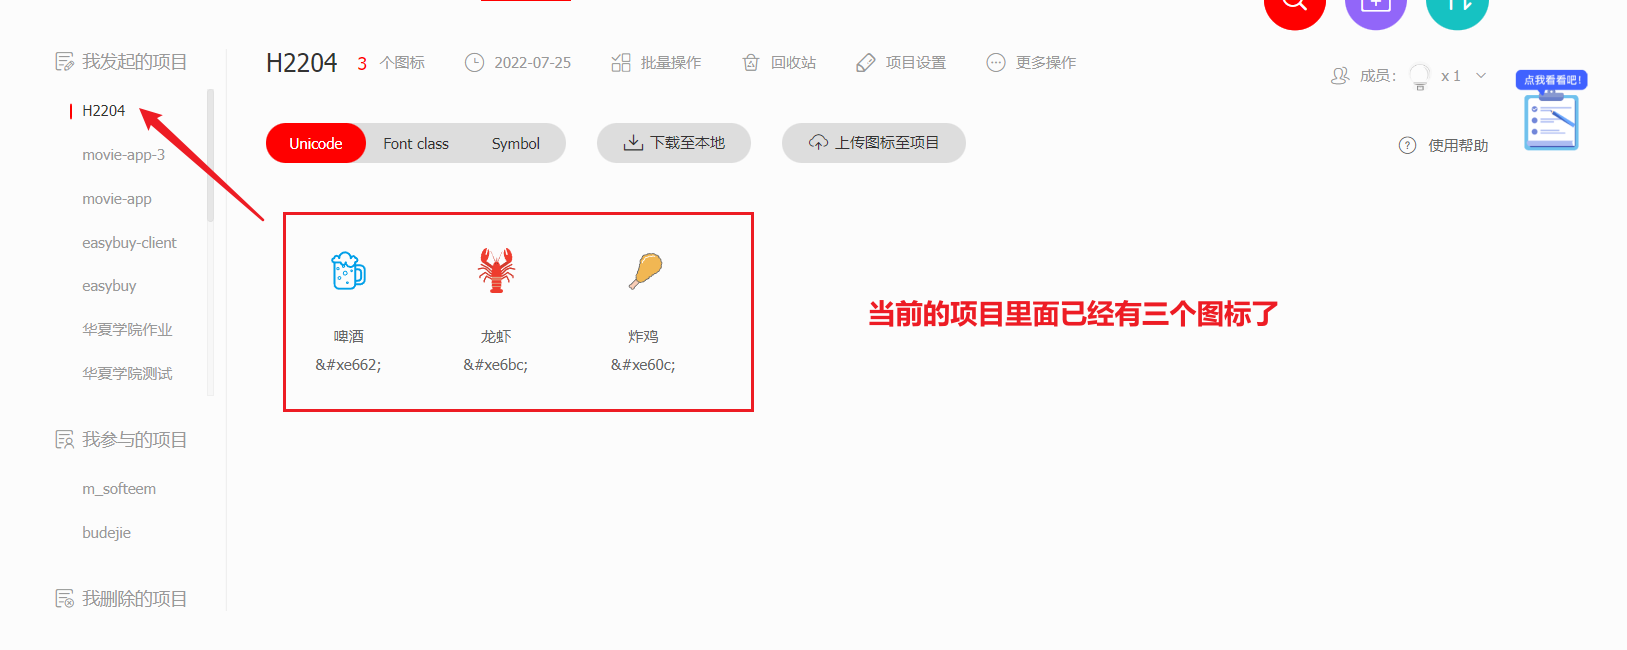 我发起的项目
H2204
movie-app-3
movie-app
easybuy-client
easybuy
华夏学院作业
华夏学院测试
我参与的项目
m_softeem
budejie
我删除的项目
H2204 3 个图标 2022-07-25 批量操作 回收站 项目设置 更多操作
成员： x 1
点我看看吧！
Unicode Font class Symbol 下载至本地 上传图标至项目
? 使用帮助
啤酒 龙虾 炸鸡
&#xe662; &#xe6bc; &#xe60c;
当前的项目里面已经有三个图标了